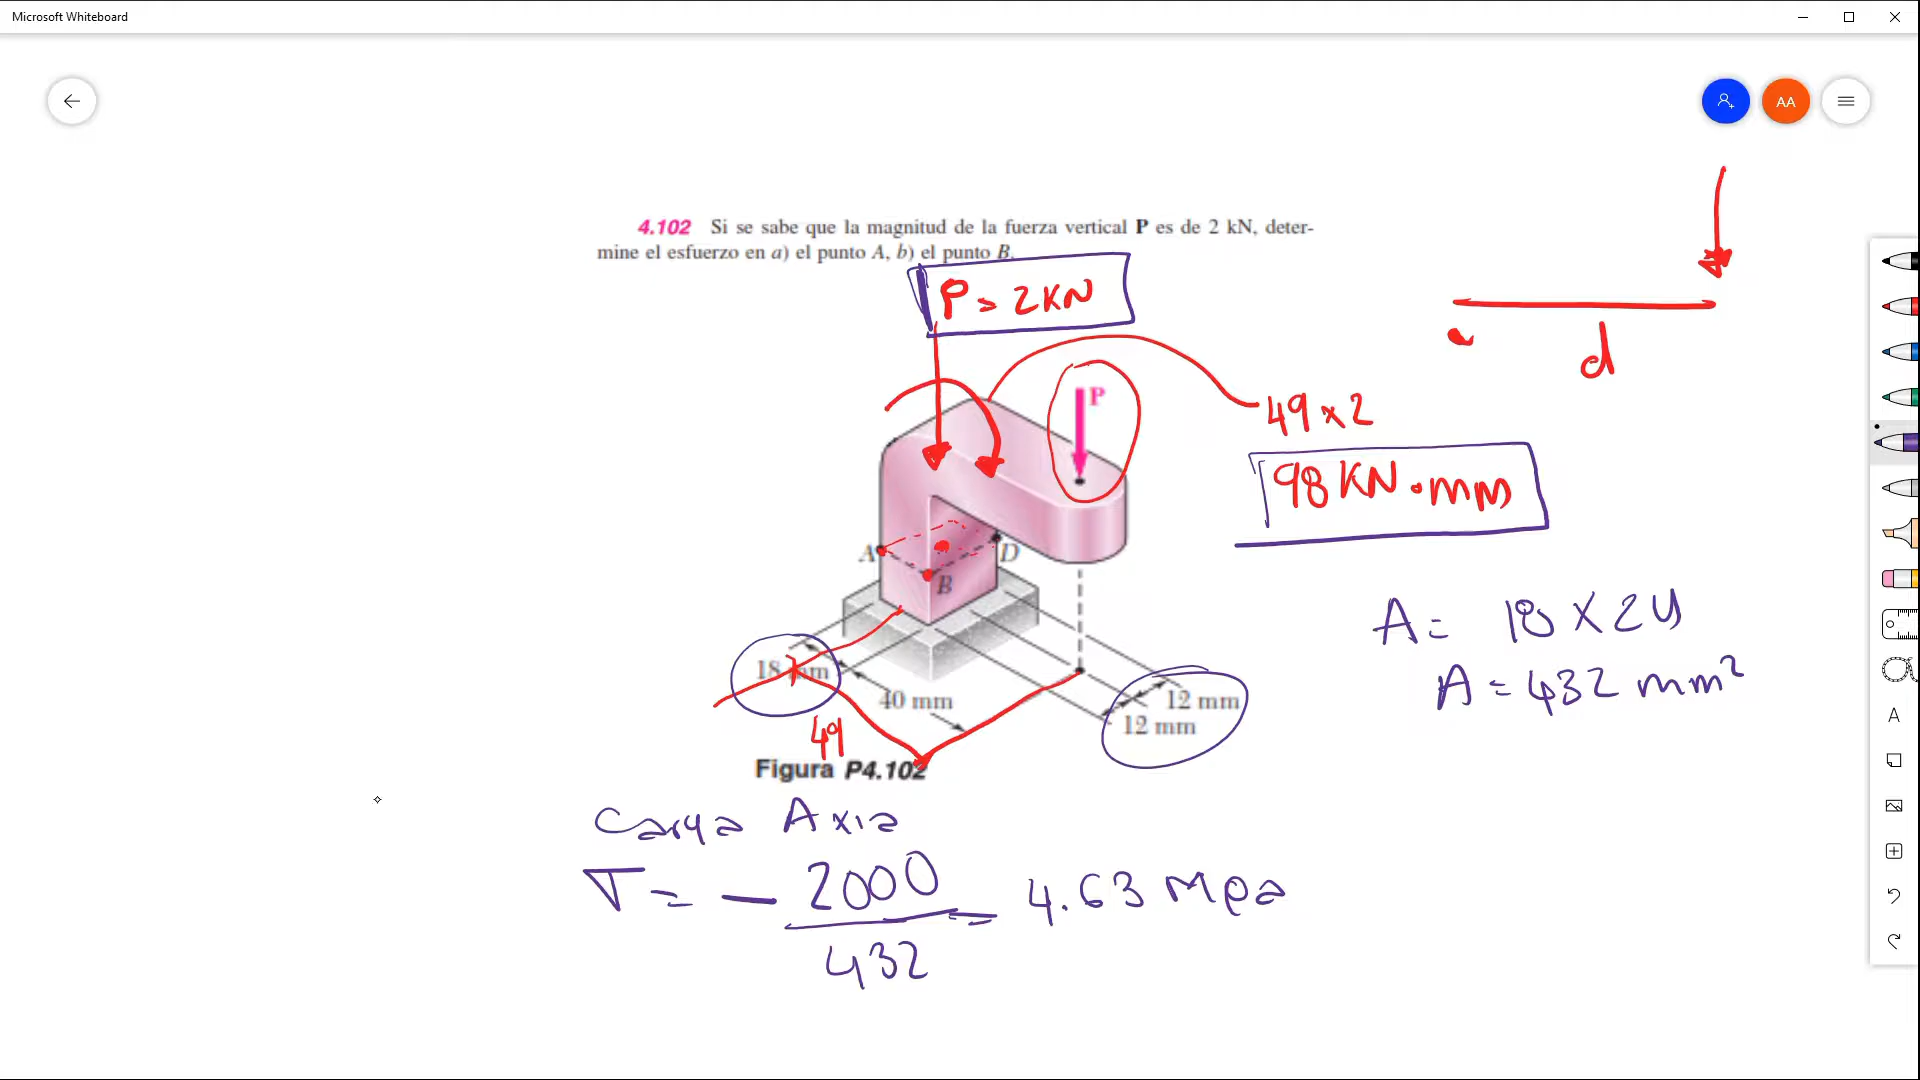 Microsoft Whiteboard
AA
4.102 Si se sabe que la magnitud de la fuerza vertical P es de 2 kN, deter-
mine el esfuerzo en a) el punto A, b) el punto B.
P = 2KN
d
P
49 x 2
98 KN · mm
A
D
B
A = 18 X 24
A = 432 mm²
18 mm
40 mm
12 mm
12 mm
49
Figura P4.102
Carga Axia
σ = - 2000
432
= 4.63 Mpa
A